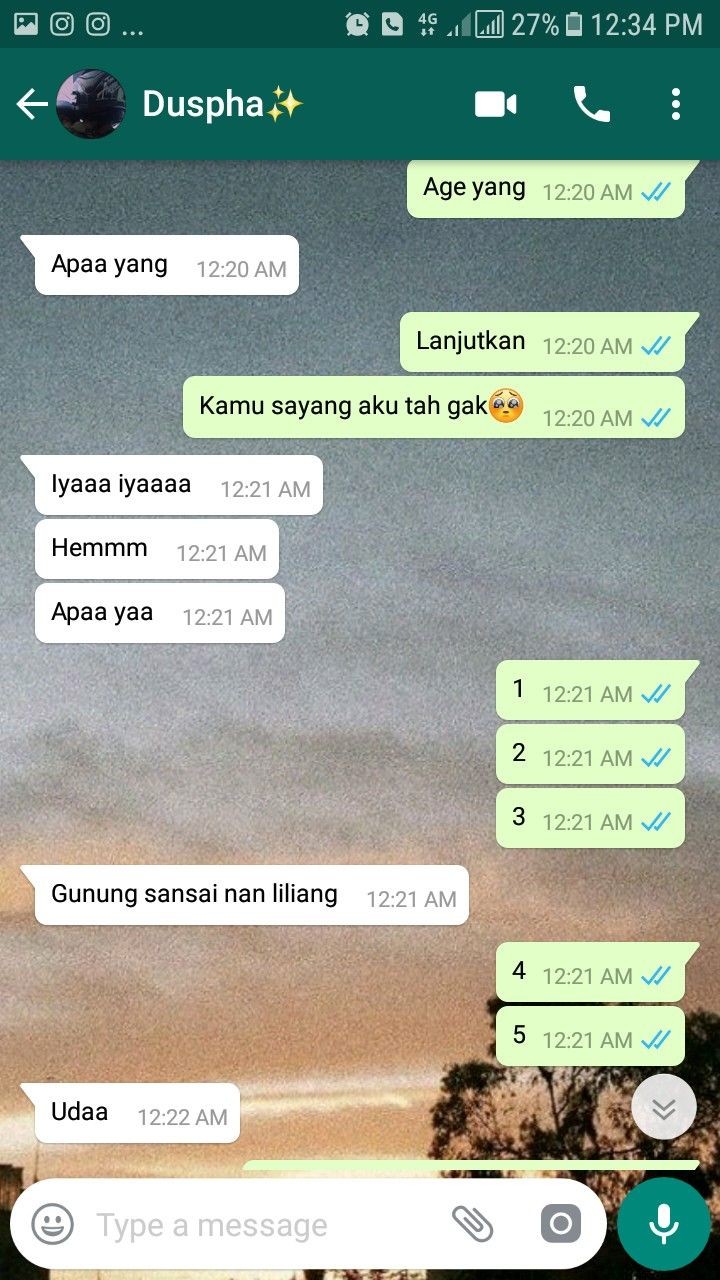 4G 27% 12:34 PM
Duspha✨
Age yang 12:20 AM
Apaa yang 12:20 AM
Lanjutkan 12:20 AM
Kamu sayang aku tah gak🥺 12:20 AM
Iyaaa iyaaaa 12:21 AM
Hemmm 12:21 AM
Apaa yaa 12:21 AM
1 12:21 AM
2 12:21 AM
3 12:21 AM
Gunung sansai nan liliang 12:21 AM
4 12:21 AM
5 12:21 AM
Udaa 12:22 AM
Type a message